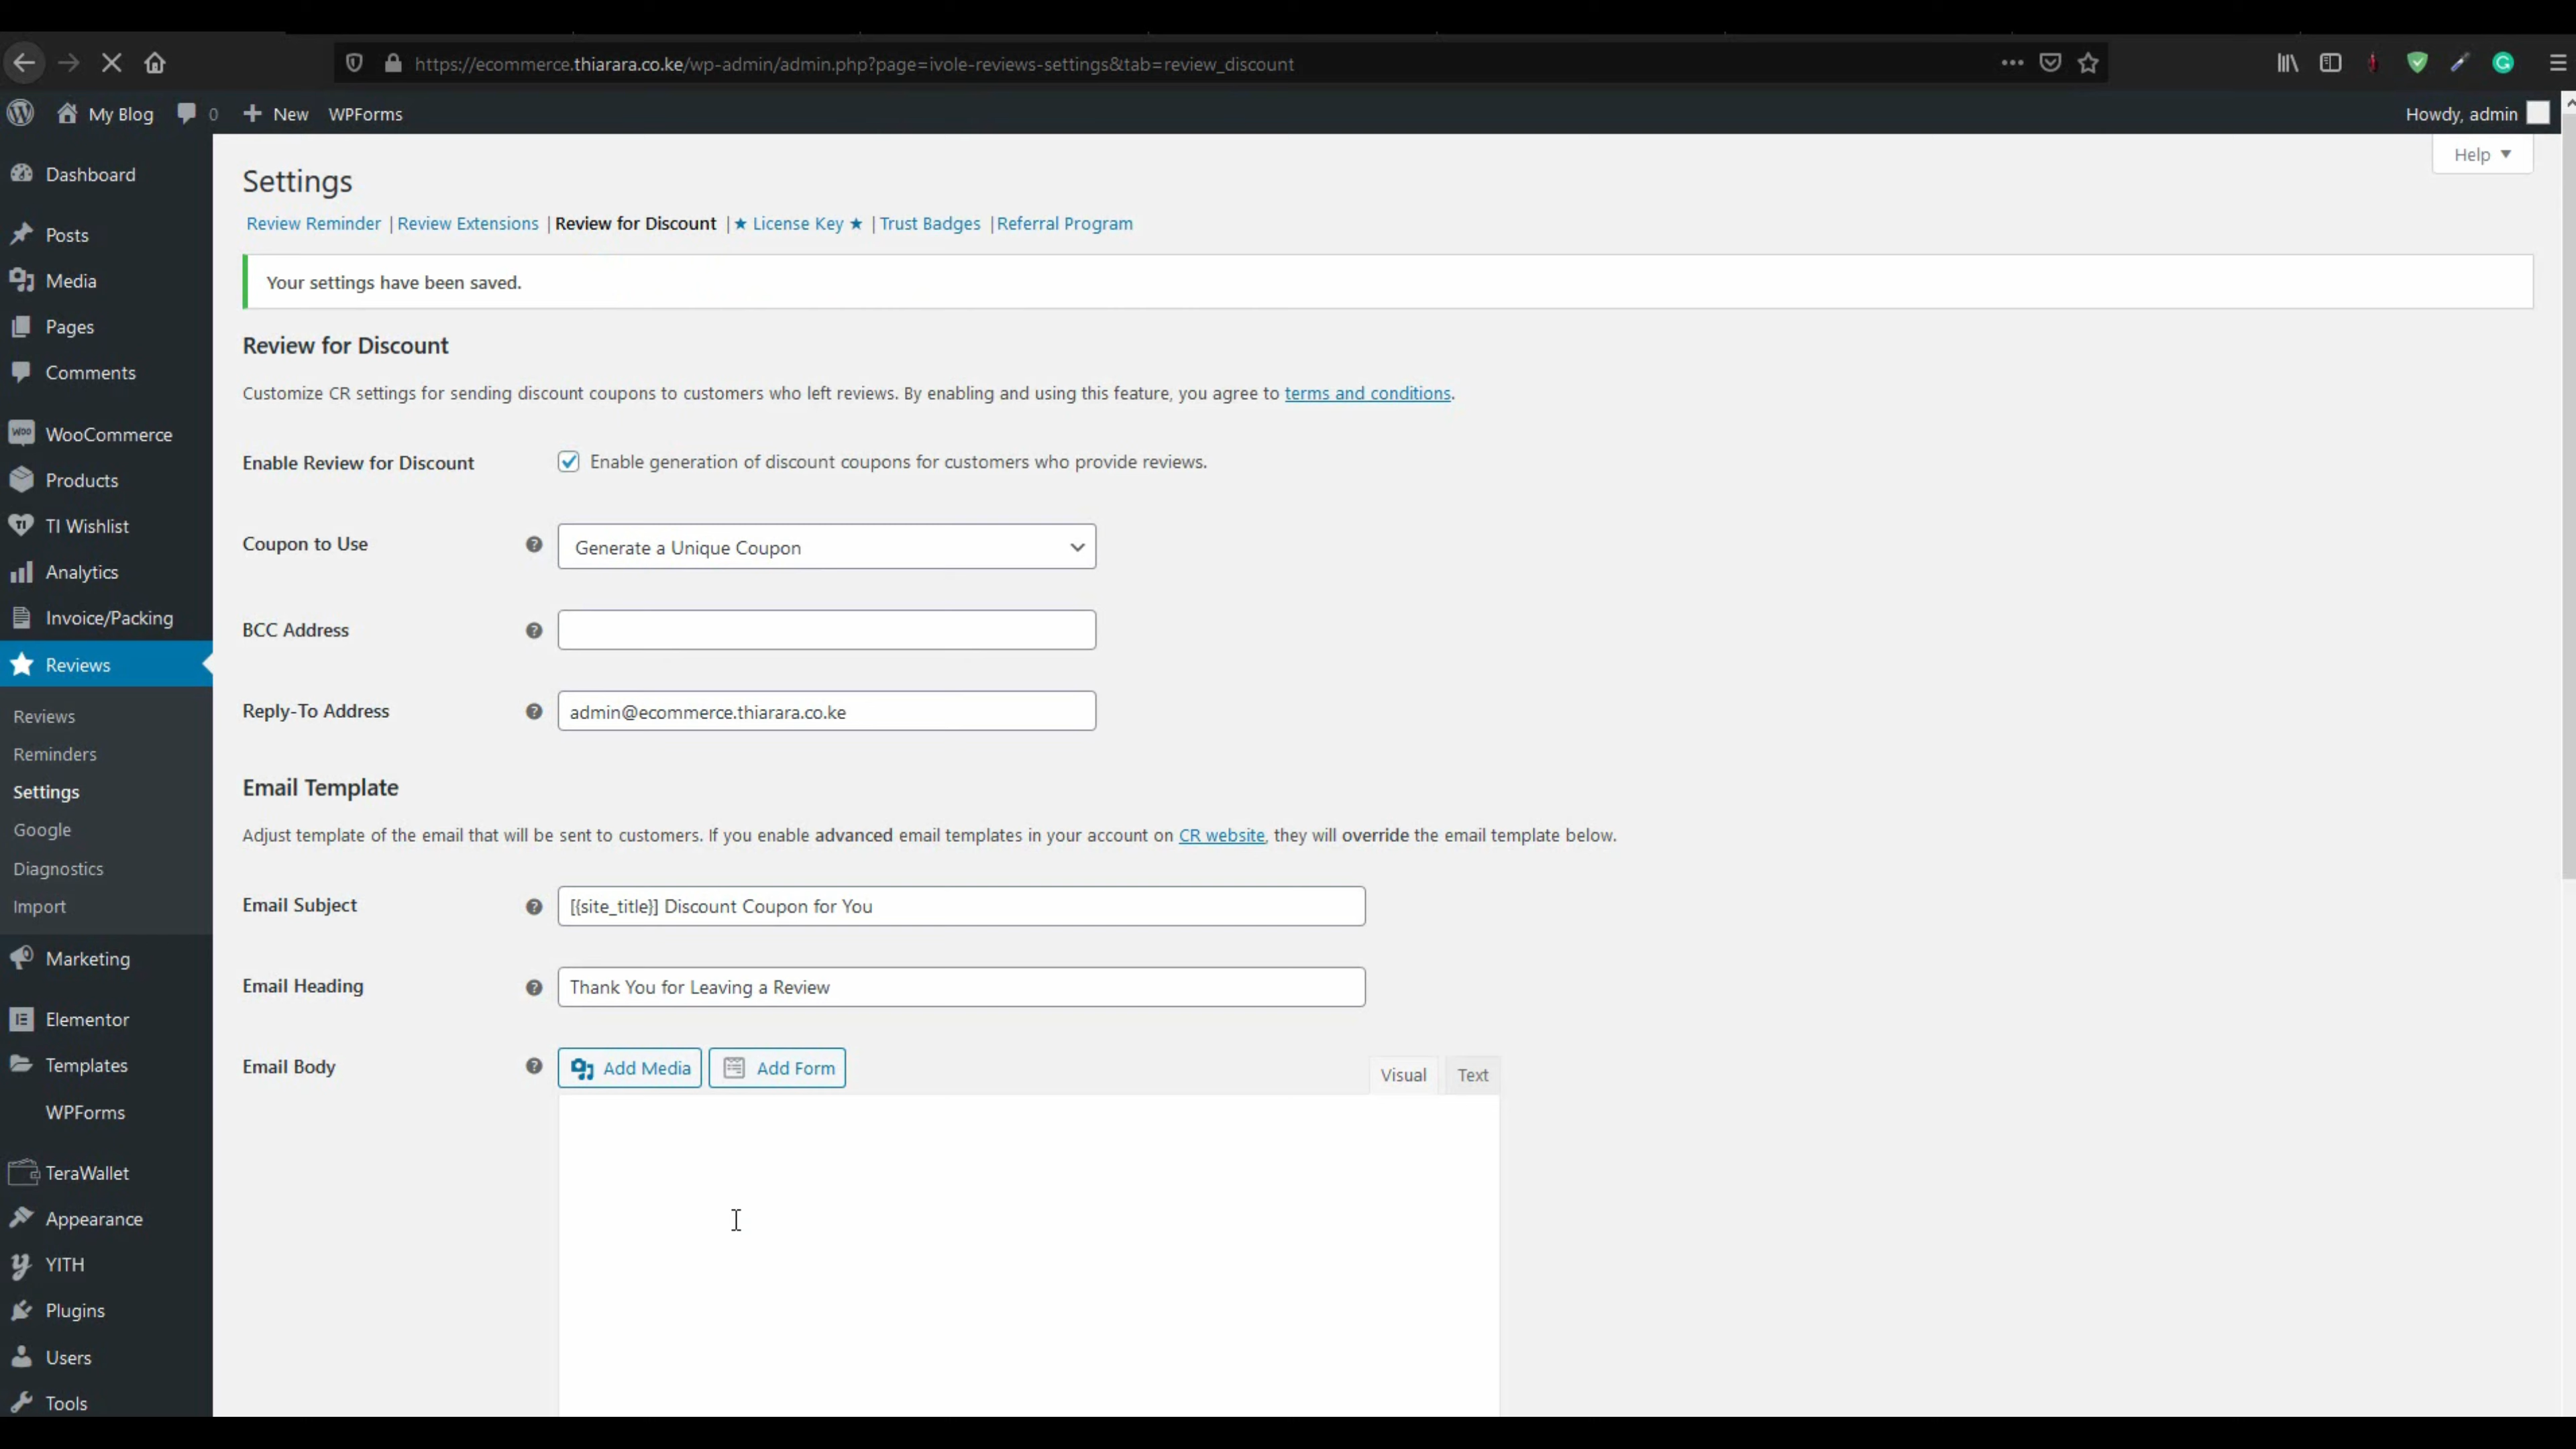 https://ecommerce.thiarara.co.ke/wp-admin/admin.php?page=ivole-reviews-settings&tab=review_discount
My Blog 0 New WPForms Howdy, admin
Help
Dashboard
Posts
Media
Pages
Comments
WooCommerce
Products
TI Wishlist
Analytics
Invoice/Packing
Reviews
Reviews
Reminders
Settings
Google
Diagnostics
Import
Marketing
Elementor
Templates
WPForms
TeraWallet
Appearance
YITH
Plugins
Users
Tools
Settings
Review Reminder | Review Extensions | Review for Discount | ★ License Key ★ | Trust Badges | Referral Program
Your settings have been saved.
Review for Discount
Customize CR settings for sending discount coupons to customers who left reviews. By enabling and using this feature, you agree to terms and conditions.
Enable Review for Discount Enable generation of discount coupons for customers who provide reviews.
Coupon to Use ? Generate a Unique Coupon
BCC Address ?
Reply-To Address ? admin@ecommerce.thiarara.co.ke
Email Template
Adjust template of the email that will be sent to customers. If you enable advanced email templates in your account on CR website, they will override the email template below.
Email Subject ? [{site_title}] Discount Coupon for You
Email Heading ? Thank You for Leaving a Review
Email Body ? Add Media Add Form Visual Text